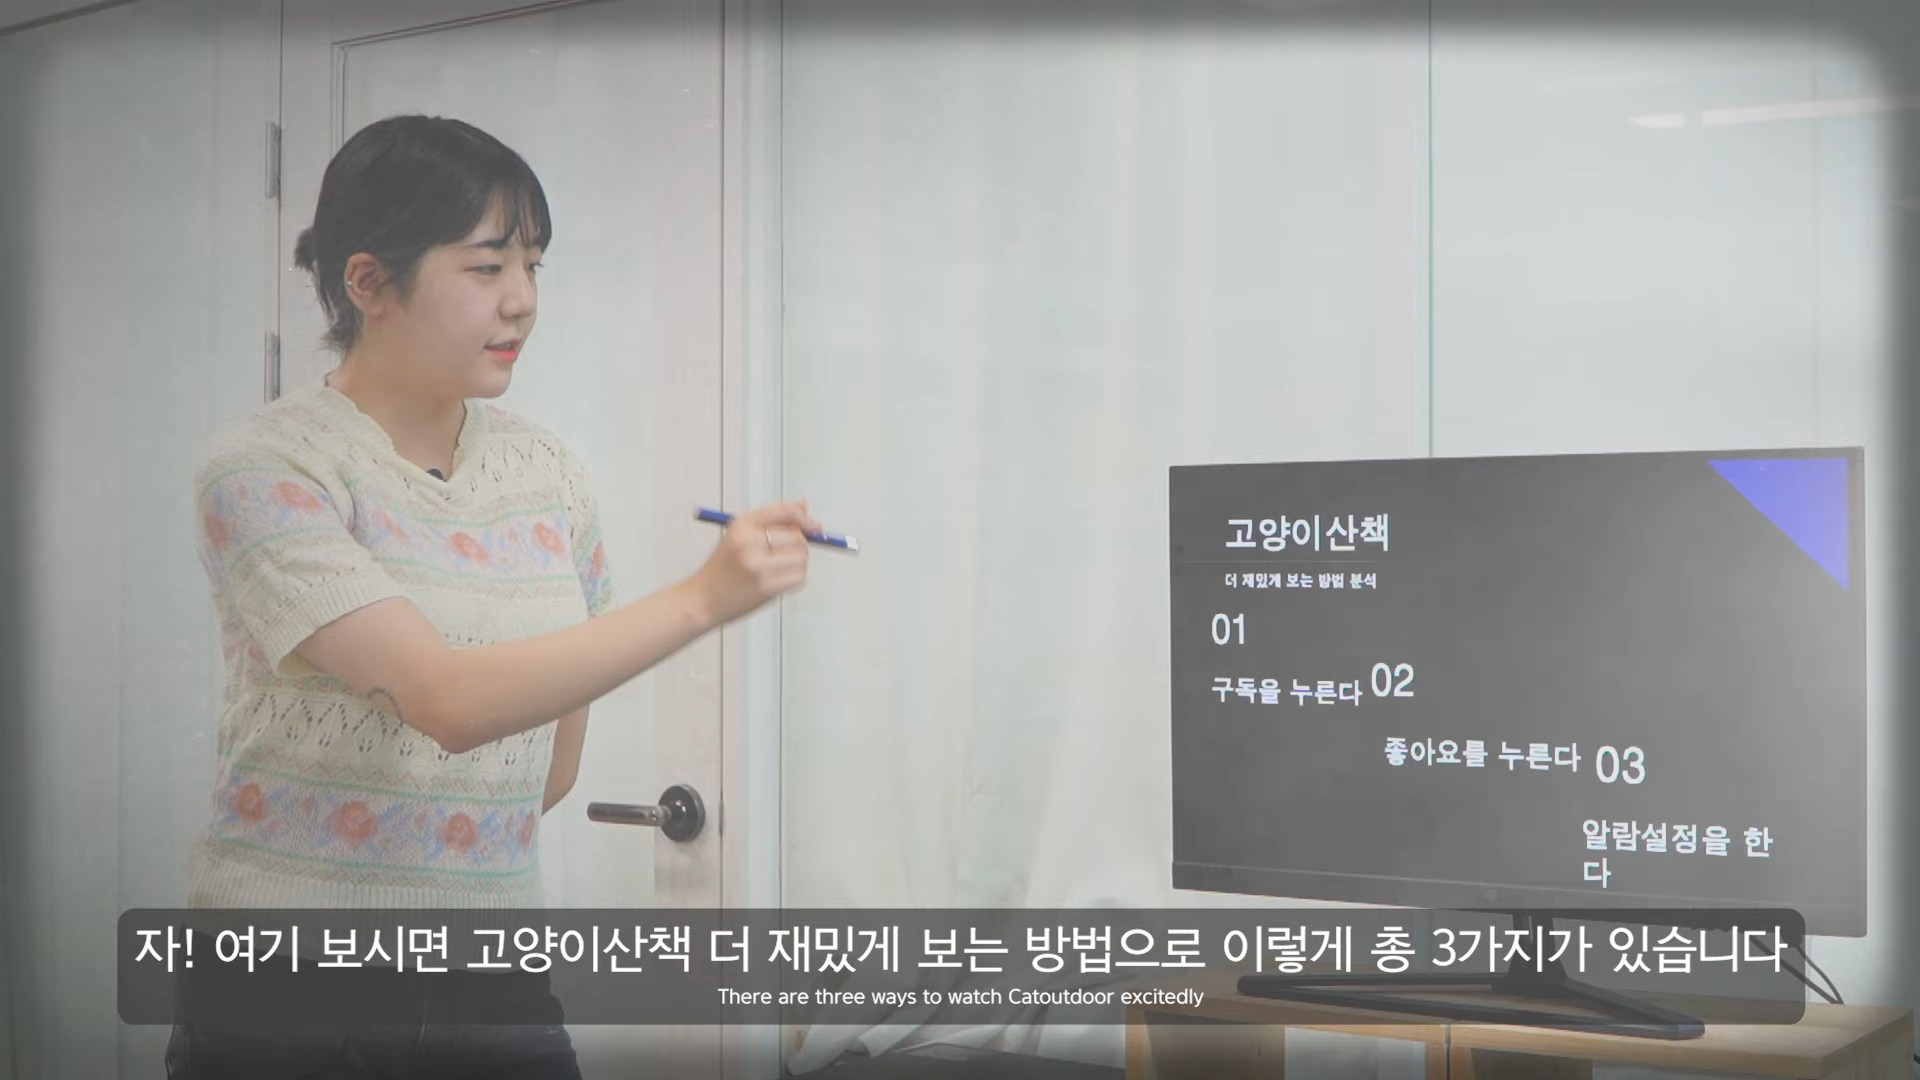 고양이산책
더 재밌게 보는 방법 분석
01
구독을 누른다
02
좋아요를 누른다
03
알람설정을 한
다
자! 여기 보시면 고양이산책 더 재밌게 보는 방법으로 이렇게 총 3가지가 있습니다
There are three ways to watch Catoutdoor excitedly